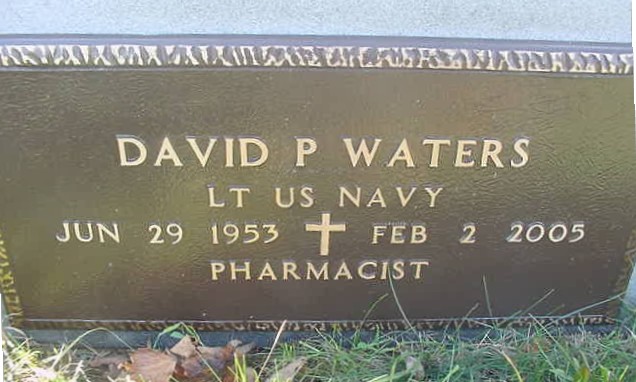 DAVID P WATERS
LT US NAVY
JUN 29 1953 ✝ FEB 2 2005
PHARMACIST